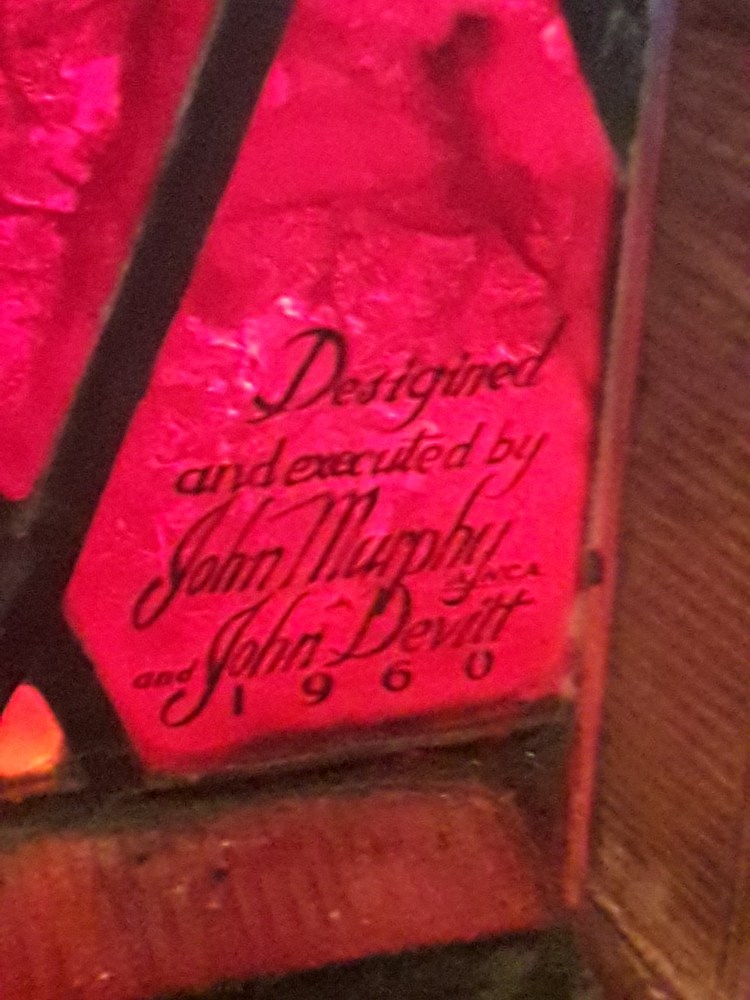 Designed
and executed by
John Murphy
and John Devitt
1960